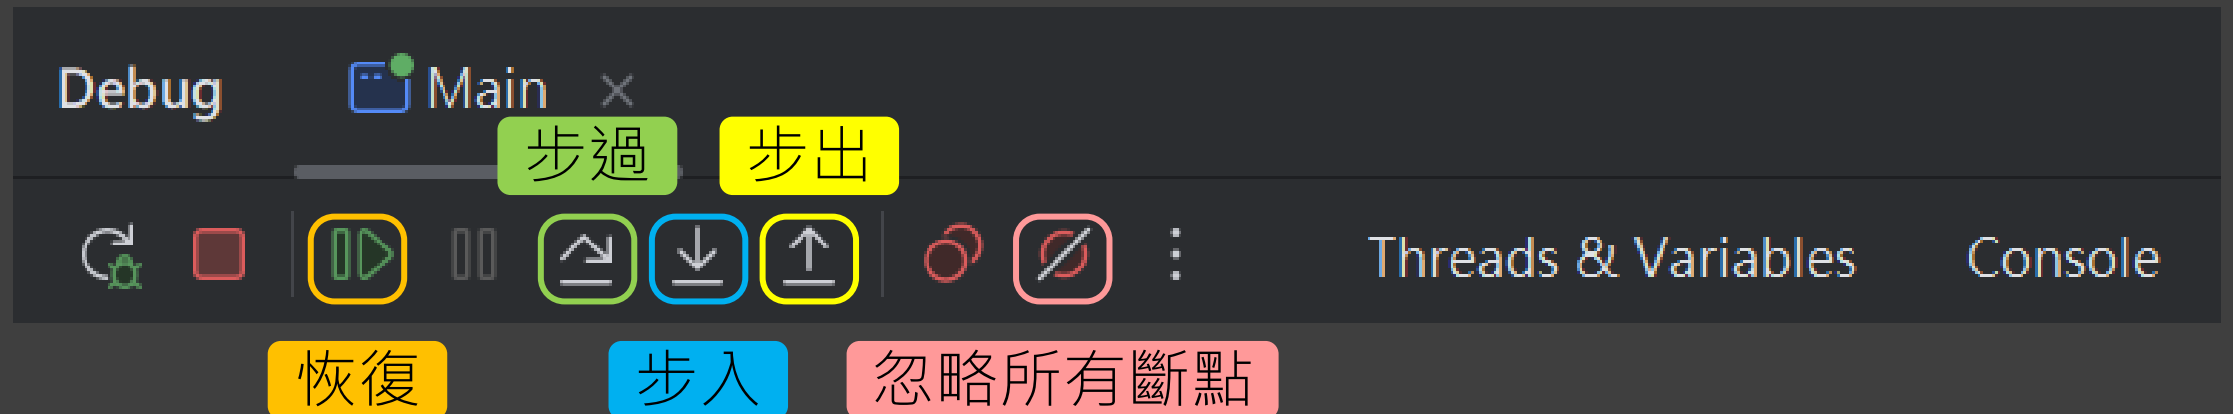 Debug
Main
步過
步出
Threads & Variables
Console
恢復
步入
忽略所有斷點